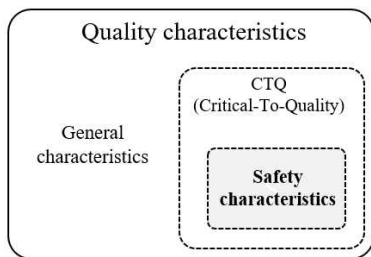 Quality characteristics
CTQ
(Critical-To-Quality)
General
characteristics
Safety
characteristics